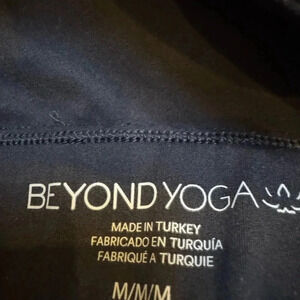 BEYOND YOGA
MADE IN TURKEY
FABRICADO EN TURQUÍA
FABRIQUÉ A TURQUIE
M/M/M